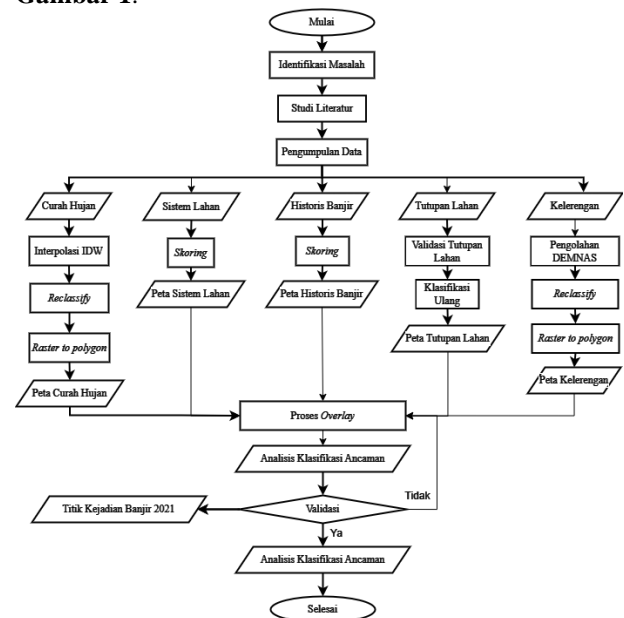 Gambar 1.
Mulai
Identifikasi Masalah
Studi Literatur
Pengumpulan Data
Curah Hujan
Sistem Lahan
Historis Banjir
Tutupan Lahan
Kelerengan
Interpolasi IDW
Skoring
Skoring
Validasi Tutupan
Lahan
Pengolahan
DEMNAS
Reclassify
Peta Sistem Lahan
Peta Historis Banjir
Klasifikasi
Ulang
Reclassify
Raster to polygon
Peta Tutupan Lahan
Raster to polygon
Peta Curah Hujan
Peta Kelerengan
Proses Overlay
Analisis Klasifikasi Ancaman
Tidak
Titik Kejadian Banjir 2021
Validasi
Ya
Analisis Klasifikasi Ancaman
Selesai